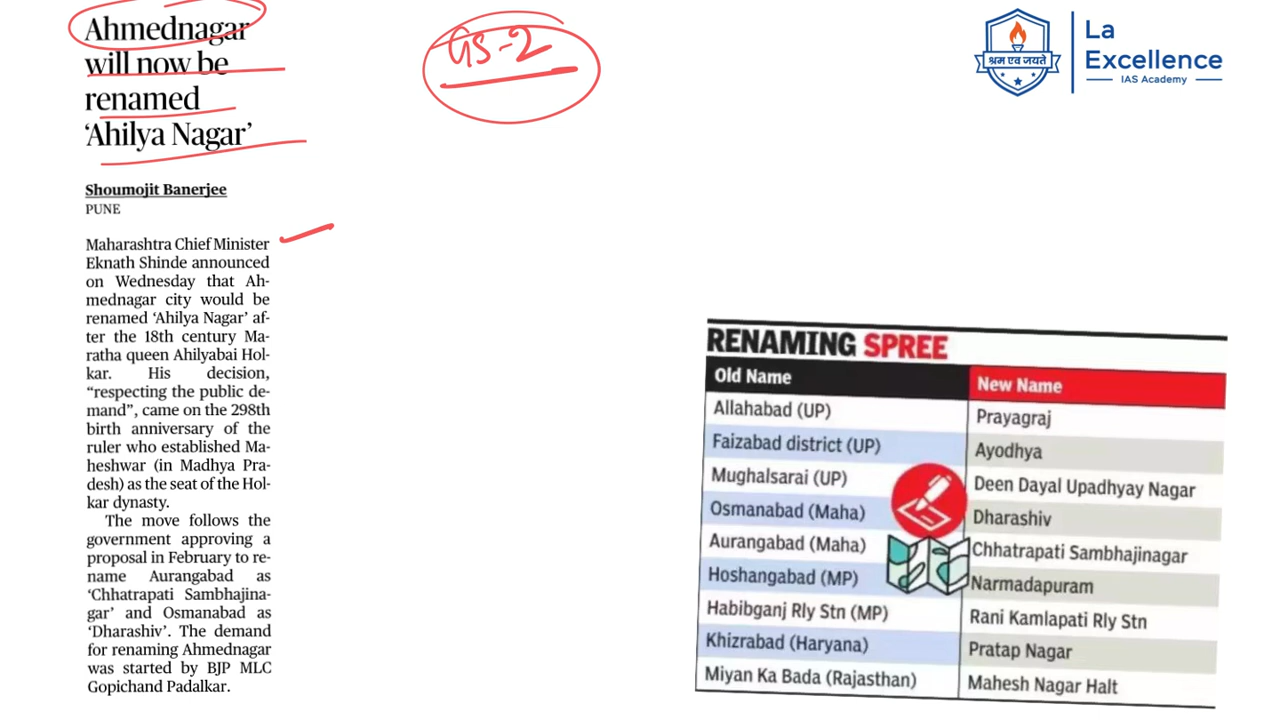 Ahmednagar
will now be
renamed
‘Ahilya Nagar’
GS-2
श्रम एव जयते
La
Excellence
IAS Academy
Shoumojit Banerjee
PUNE
Maharashtra Chief Minister
Eknath Shinde announced
on Wednesday that Ah-
mednagar city would be
renamed ‘Ahilya Nagar’ af-
ter the 18th century Ma-
ratha queen Ahilyabai Hol-
kar. His decision,
“respecting the public de-
mand”, came on the 298th
birth anniversary of the
ruler who established Ma-
heshwar (in Madhya Pra-
desh) as the seat of the Hol-
kar dynasty.
The move follows the
government approving a
proposal in February to re-
name Aurangabad as
‘Chhatrapati Sambhajina-
gar’ and Osmanabad as
‘Dharashiv’. The demand
for renaming Ahmednagar
was started by BJP MLC
Gopichand Padalkar.
RENAMING SPREE
Old Name New Name
Allahabad (UP) Prayagraj
Faizabad district (UP) Ayodhya
Mughalsarai (UP) Deen Dayal Upadhyay Nagar
Osmanabad (Maha) Dharashiv
Aurangabad (Maha) Chhatrapati Sambhajinagar
Hoshangabad (MP) Narmadapuram
Habibganj Rly Stn (MP) Rani Kamlapati Rly Stn
Khizrabad (Haryana) Pratap Nagar
Miyan Ka Bada (Rajasthan) Mahesh Nagar Halt